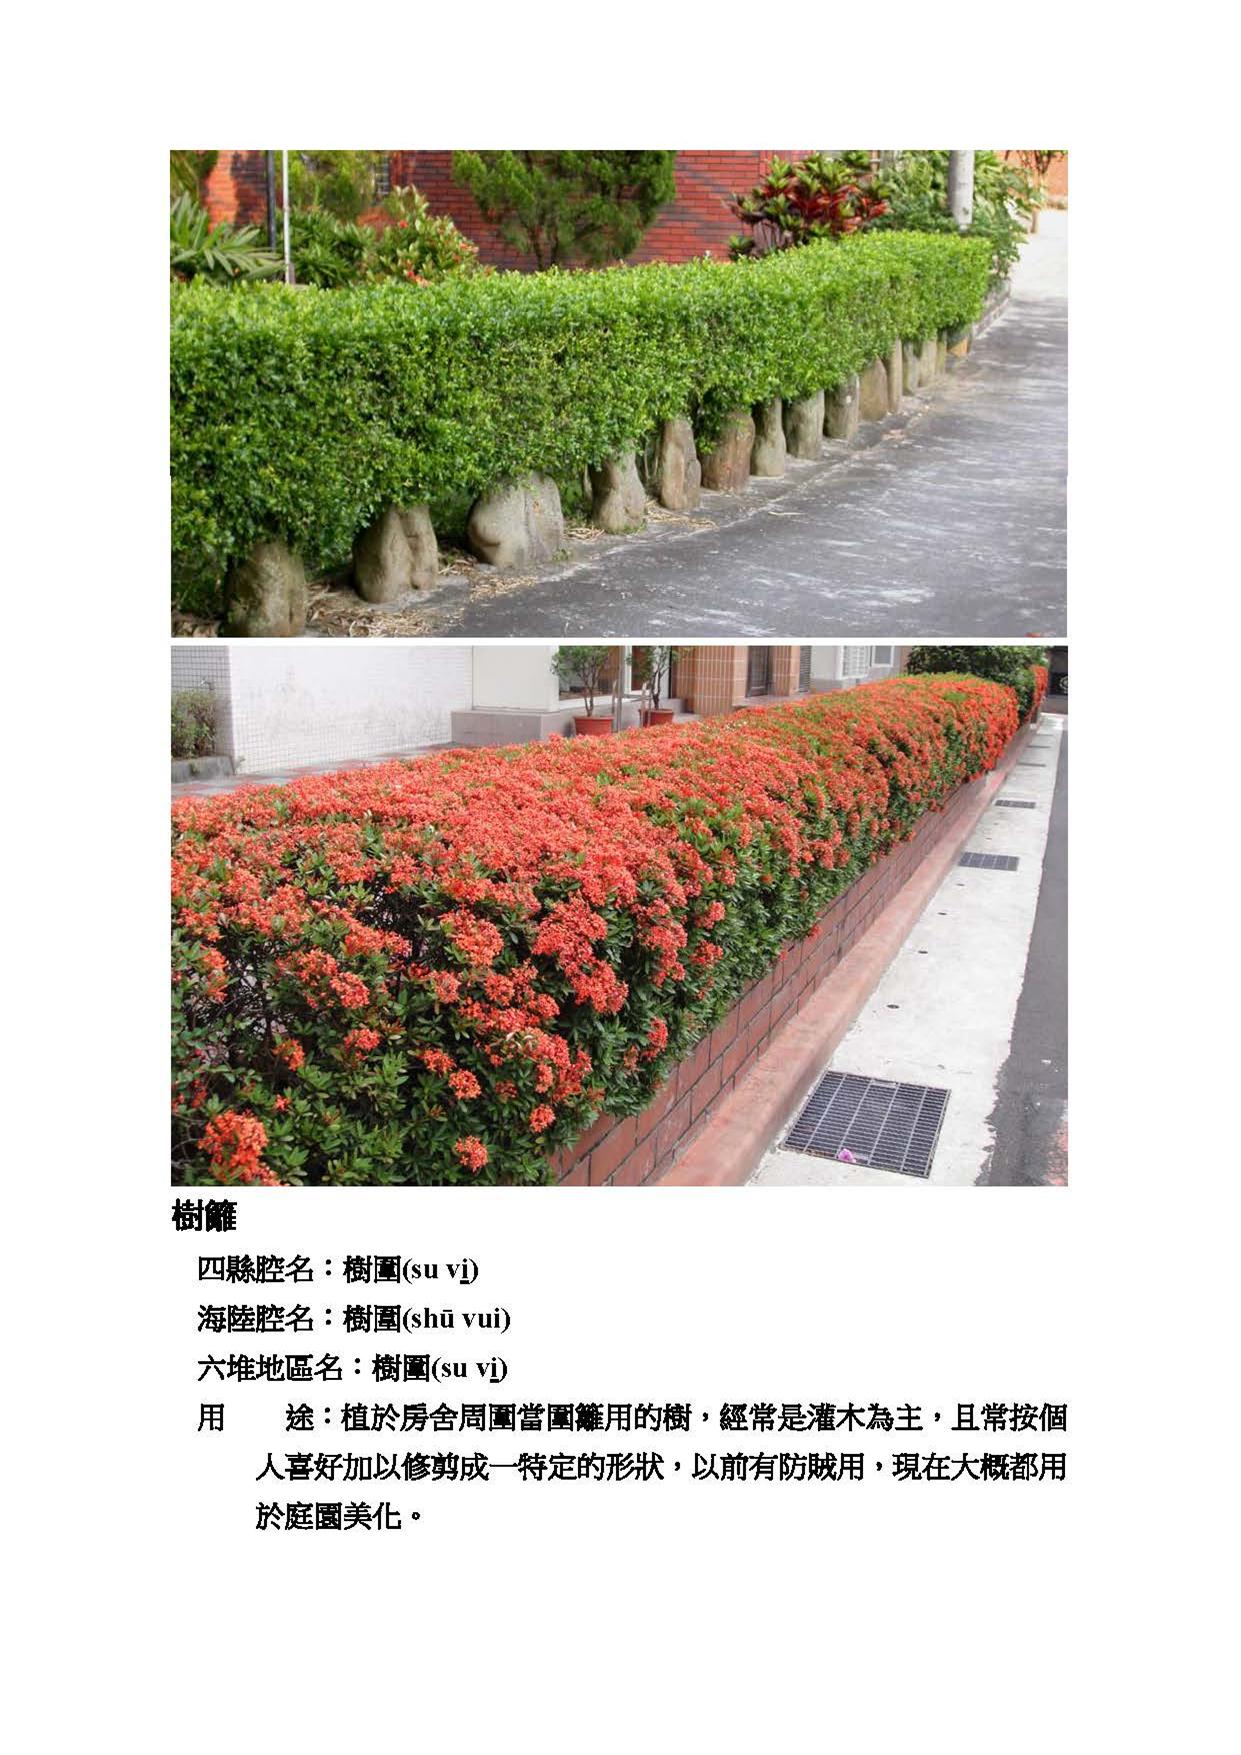 樹籬
四縣腔名：樹圍(su vi̲)
海陸腔名：樹圍(shū vui)
六堆地區名：樹圍(su vi̲)
用　　途：植於房舍周圍當圍籬用的樹，經常是灌木為主，且常按個
人喜好加以修剪成一特定的形狀，以前有防賊用，現在大概都用
於庭園美化。